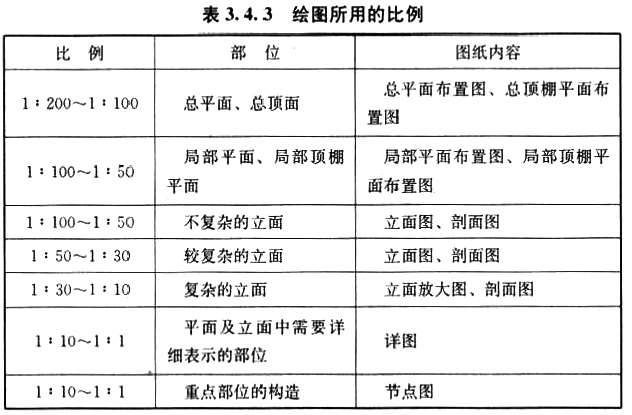 表 3.4.3 绘图所用的比例
比 例 部 位 图纸内容
1∶200~1∶100 总平面、总顶面 总平面布置图、总顶棚平面布
置图
1∶100~1∶50 局部平面、局部顶棚
平面 局部平面布置图、局部顶棚平
面布置图
1∶100~1∶50 不复杂的立面 立面图、剖面图
1∶50~1∶30 较复杂的立面 立面图、剖面图
1∶30~1∶10 复杂的立面 立面放大图、剖面图
1∶10~1∶1 平面及立面中需要详
细表示的部位 详图
1∶10~1∶1 重点部位的构造 节点图